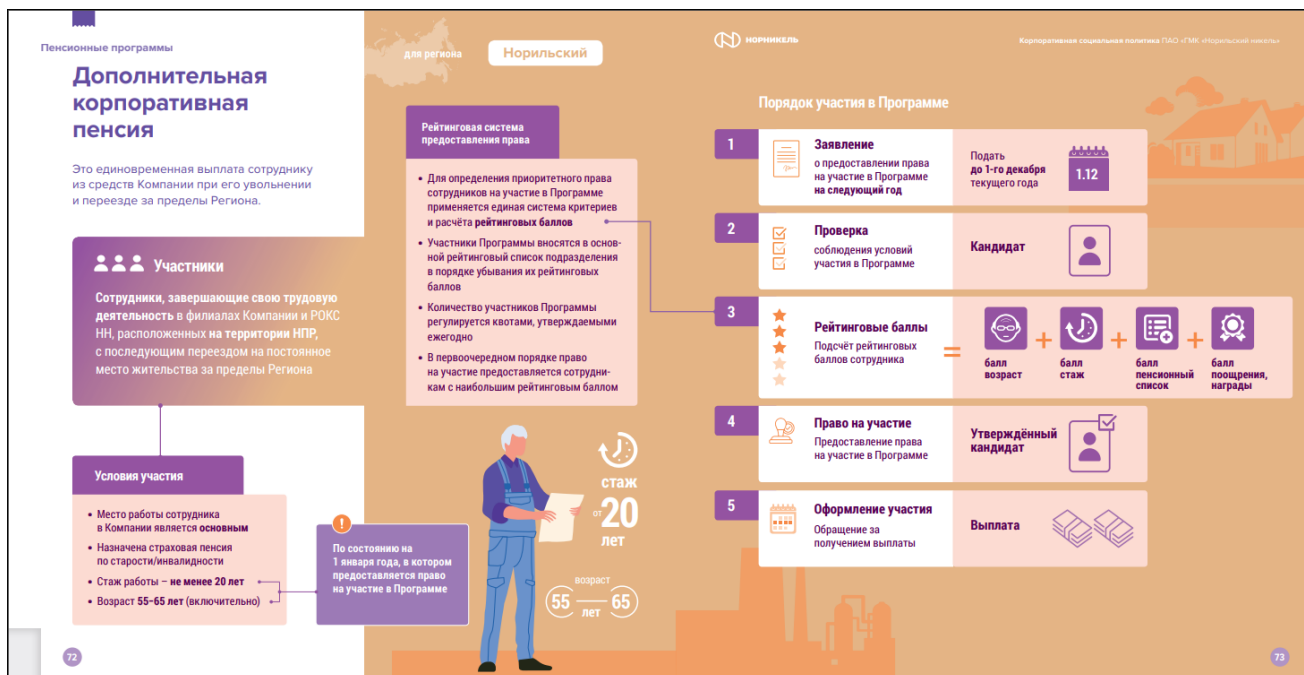 Пенсионные программы
Дополнительная
корпоративная
пенсия
Это единовременная выплата сотруднику
из средств Компании при его увольнении
и переезде за пределы Региона.
Участники
Сотрудники, завершающие свою трудовую
деятельность в филиалах Компании и РОКС
НН, расположенных на территории НПР,
с последующим переездом на постоянное
место жительства за пределы Региона
Условия участия
• Место работы сотрудника
в Компании является основным
• Назначена страховая пенсия
по старости/инвалидности
• Стаж работы – не менее 20 лет
• Возраст 55–65 лет (включительно)
!
По состоянию на
1 января года, в котором
предоставляется право
на участие в Программе
72
для региона
Норильский
Рейтинговая система
предоставления права
• Для определения приоритетного права
сотрудников на участие в Программе
применяется единая система критериев
и расчёта рейтинговых баллов
• Участники Программы вносятся в основ-
ной рейтинговый список подразделения
в порядке убывания их рейтинговых
баллов
• Количество участников Программы
регулируется квотами, утверждаемыми
ежегодно
• В первоочередном порядке право
на участие предоставляется сотрудни-
кам с наибольшим рейтинговым баллом
стаж
от 20
лет
возраст
55 — 65
лет
НОРНИКЕЛЬ
Корпоративная социальная политика ПАО «ГМК «Норильский никель»
Порядок участия в Программе
1
Заявление
о предоставлении права
на участие в Программе
на следующий год
Подать
до 1-го декабря
текущего года
1.12
2
Проверка
соблюдения условий
участия в Программе
Кандидат
3
Рейтинговые баллы
Подсчёт рейтинговых
баллов сотрудника
=
балл
возраст
+
балл
стаж
+
балл
пенсионный
список
+
балл
поощрения,
награды
4
Право на участие
Предоставление права
на участие в Программе
Утверждённый
кандидат
5
Оформление участия
Обращение за
получением выплаты
Выплата
73